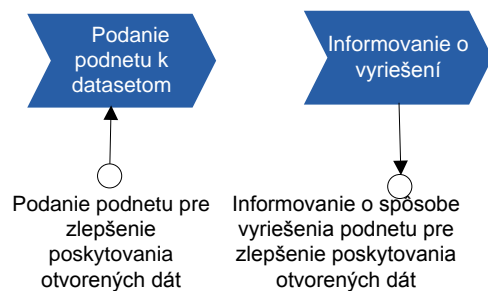 Podanie
podnetu k
datasetom
Informovanie o
vyriešení
Podanie podnetu pre
zlepšenie
poskytovania
otvorených dát
Informovanie o spôsobe
vyriešenia podnetu pre
zlepšenie poskytovania
otvorených dát